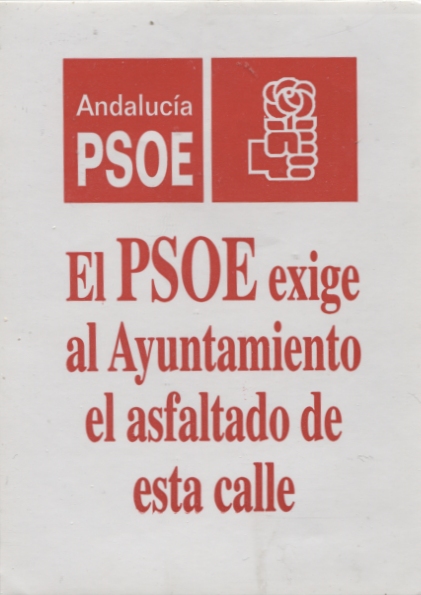 Andalucía
PSOE
El PSOE exige
al Ayuntamiento
el asfaltado de
esta calle